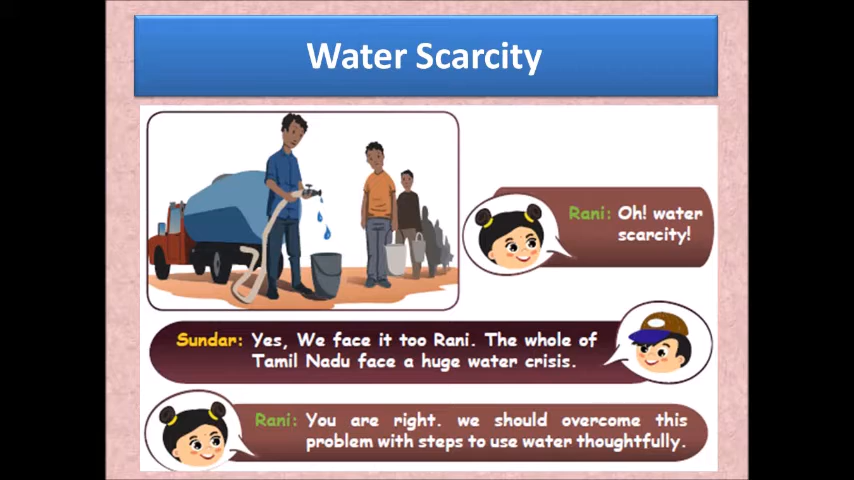 Water Scarcity
Rani: Oh! water
scarcity!
Sundar: Yes, We face it too Rani. The whole of
Tamil Nadu face a huge water crisis.
Rani: You are right. we should overcome this
problem with steps to use water thoughtfully.